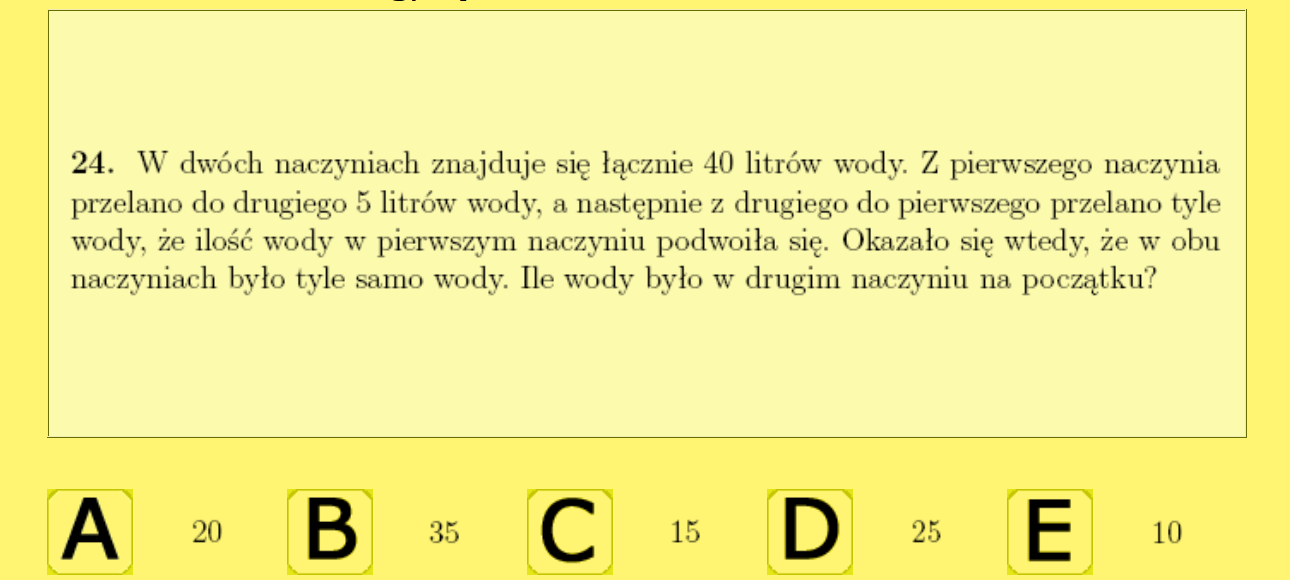 24. W dwóch naczyniach znajduje się łącznie 40 litrów wody. Z pierwszego naczynia
przelano do drugiego 5 litrów wody, a następnie z drugiego do pierwszego przelano tyle
wody, że ilość wody w pierwszym naczyniu podwoiła się. Okazało się wtedy, że w obu
naczyniach było tyle samo wody. Ile wody było w drugim naczyniu na początku?
A 20 B 35 C 15 D 25 E 10